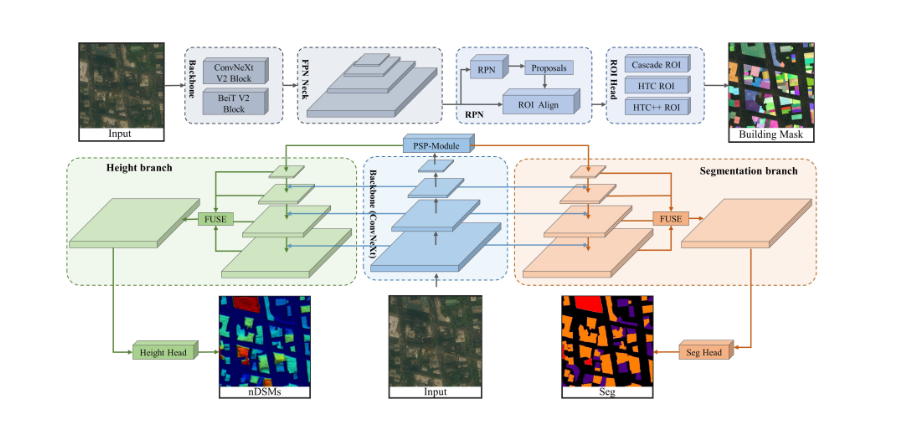 Input
Backbone
ConvNeXt
V2 Block
BeiT V2
Block
FPN Neck
RPN
Proposals
ROI Align
RPN
ROI Head
Cascade ROI
HTC ROI
HTC++ ROI
Building Mask
PSP-Module
Height branch
FUSE
Backbone (ConvNeXt)
Segmentation branch
FUSE
Height Head
nDSMs
Input
Seg
Seg Head